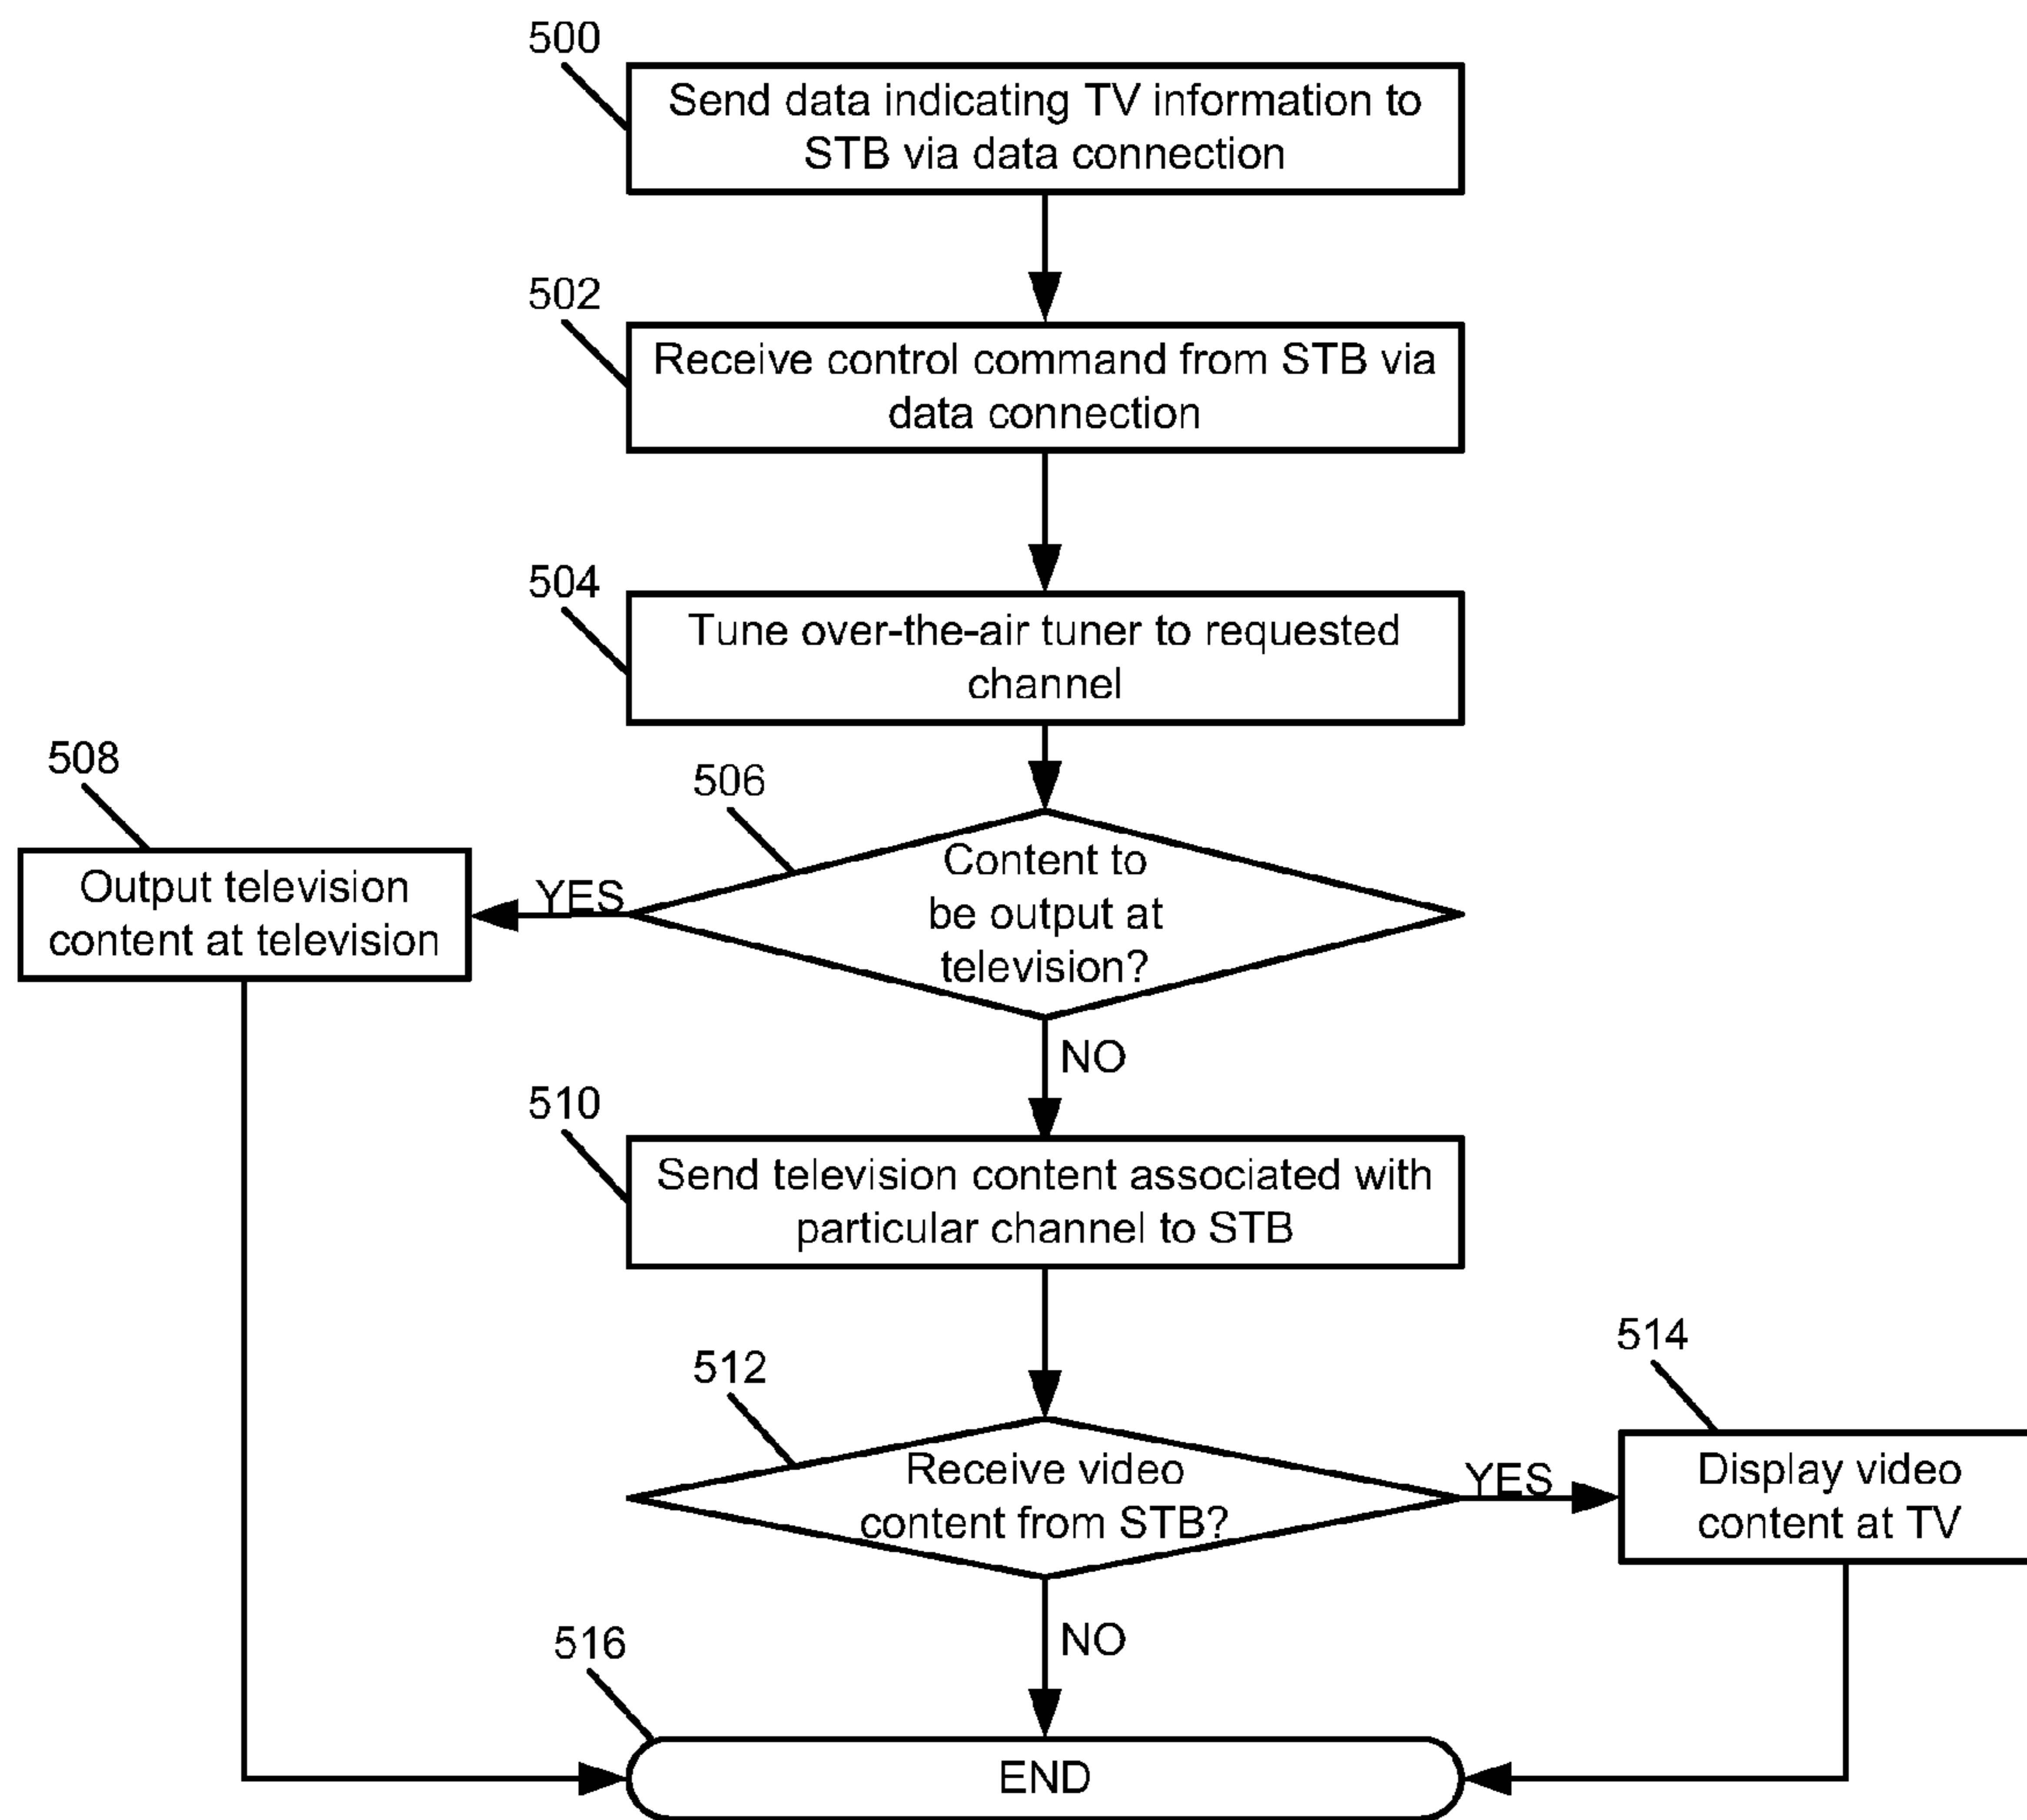 500
Send data indicating TV information to
STB via data connection
502
Receive control command from STB via
data connection
504
Tune over-the-air tuner to requested
channel
506
Content to
be output at
television?
YES
508
Output television
content at television
NO
510
Send television content associated with
particular channel to STB
512
Receive video
content from STB?
YES
514
Display video
content at TV
NO
516
END